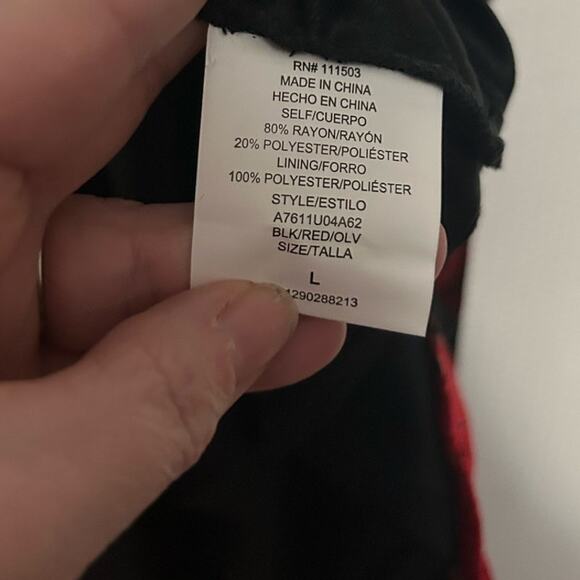 RN# 111503
MADE IN CHINA
HECHO EN CHINA
SELF/CUERPO
80% RAYON/RAYÓN
20% POLYESTER/POLIÉSTER
LINING/FORRO
100% POLYESTER/POLIÉSTER
STYLE/ESTILO
A7611U04A62
BLK/RED/OLV
SIZE/TALLA
L
1290288213